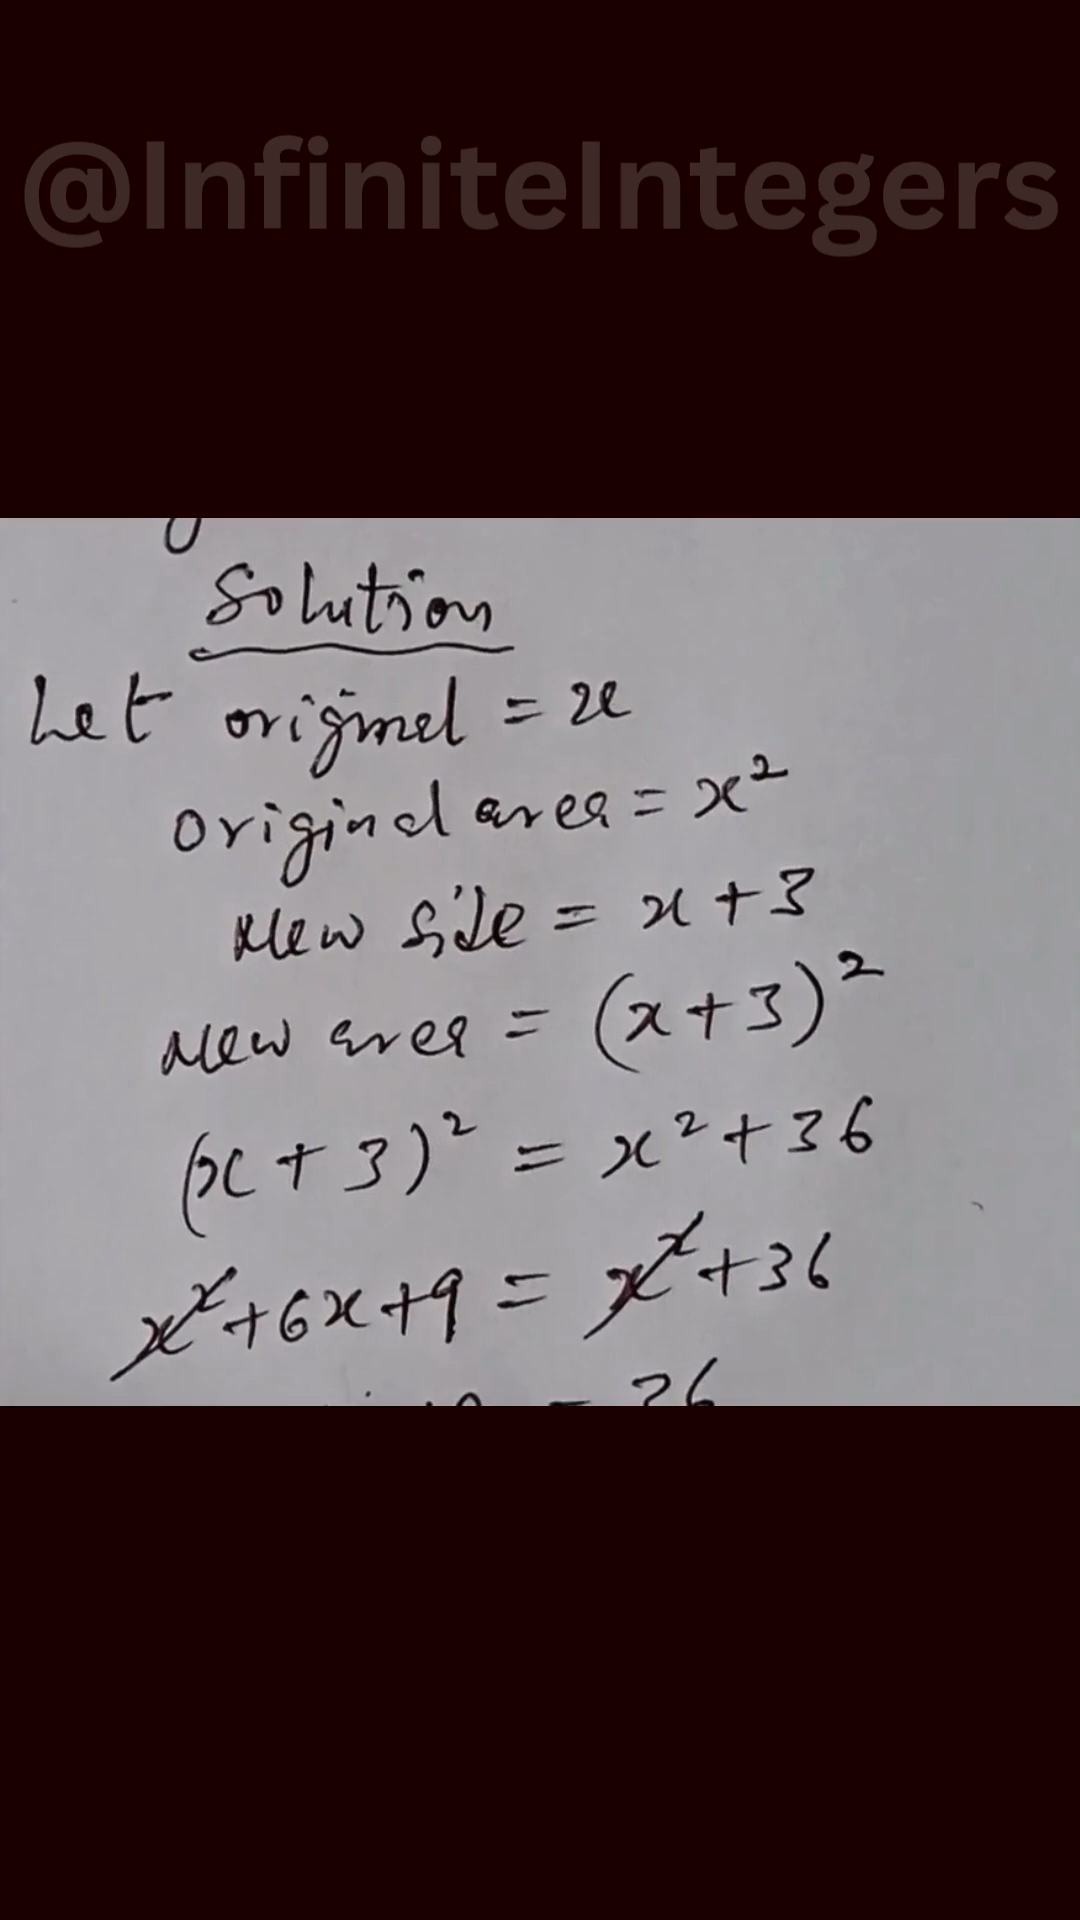 @InfiniteIntegers
Solution
Let original = x
original area = x²
New side = x + 3
New area = (x+3)²
(x+3)² = x²+36
x²+6x+9 = x²+36